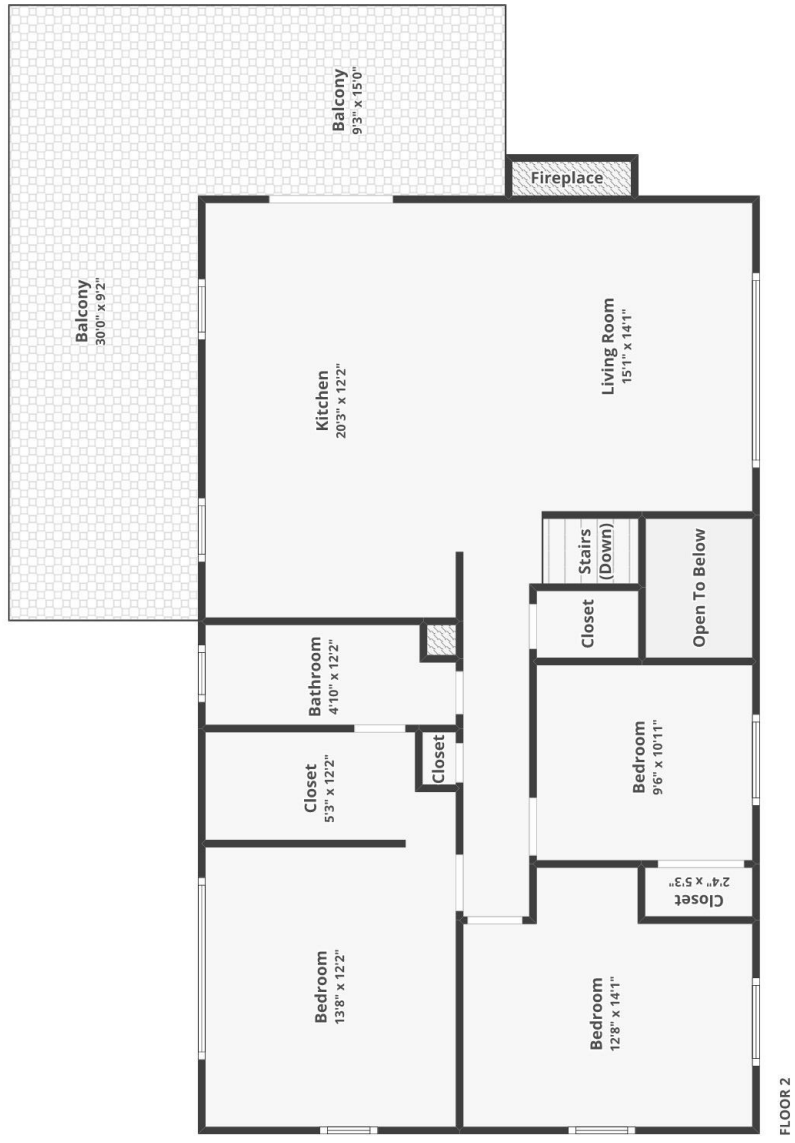 Balcony
9'3" x 15'0"
Fireplace
Balcony
30'0" x 9'2"
Kitchen
20'3" x 12'2"
Living Room
15'1" x 14'1"
Stairs
(Down)
Open To Below
Closet
Bathroom
4'10" x 12'2"
Closet
Closet
5'3" x 12'2"
Bedroom
9'6" x 10'11"
Closet
2'4" x 5'3"
Bedroom
13'8" x 12'2"
Bedroom
12'8" x 14'1"
FLOOR 2